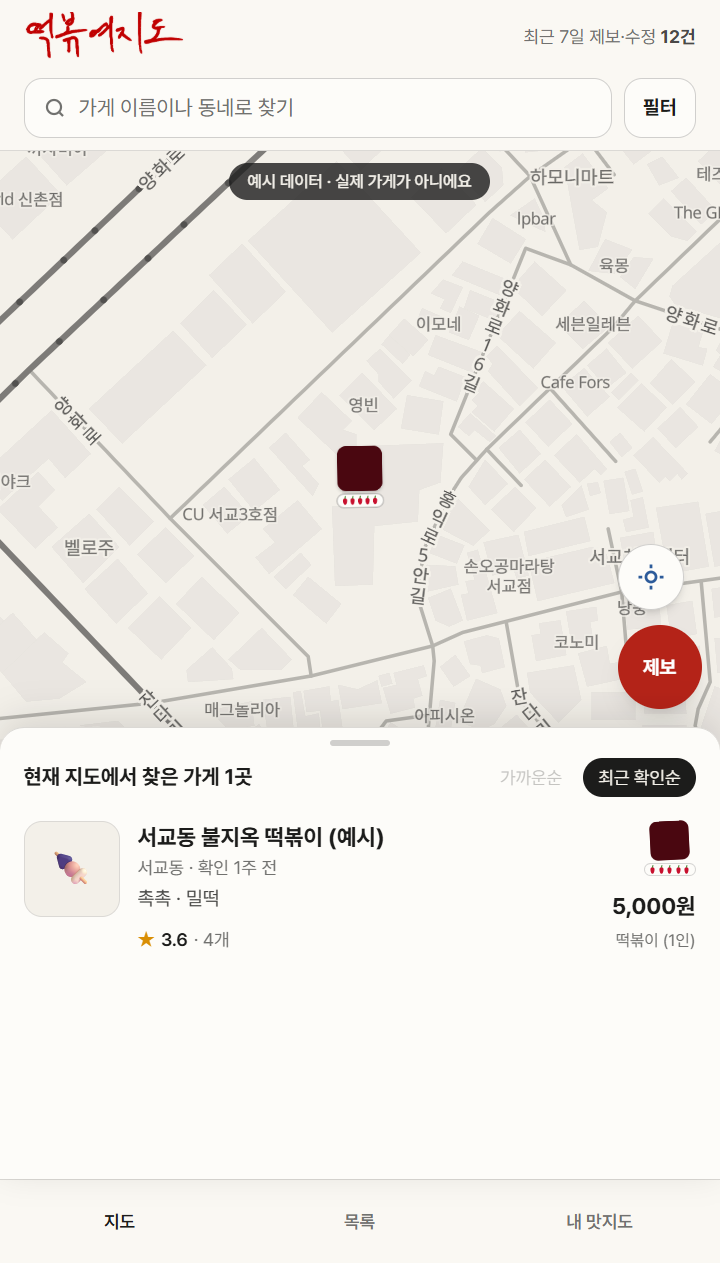 떡볶여지도
최근 7일 제보·수정 12건
가게 이름이나 동네로 찾기
필터
양화로
예시 데이터 · 실제 가게가 아니에요
하모니마트
신촌점
lpbar
The
육몽
양화로16길
이모네
세븐일레븐
양화로
Cafe Fors
양화로
영빈
야크
CU 서교3호점
홍익로5안길
벨로주
손오공마라탕
서교점
코노미
제보
매그놀리아
아피시온
현재 지도에서 찾은 가게 1곳
가까운순
최근 확인순
서교동 불지옥 떡볶이 (예시)
서교동 · 확인 1주 전
촉촉 · 밀떡
5,000원
★ 3.6 · 4개
떡볶이 (1인)
지도
목록
내 맛지도